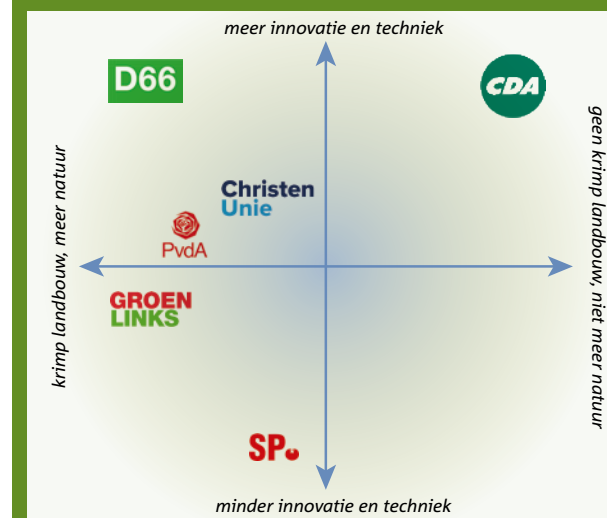 meer innovatie en techniek
D66
CDA
Christen
Unie
PvdA
GROEN
LINKS
SP
krimp landbouw, meer natuur
geen krimp landbouw, niet meer natuur
minder innovatie en techniek